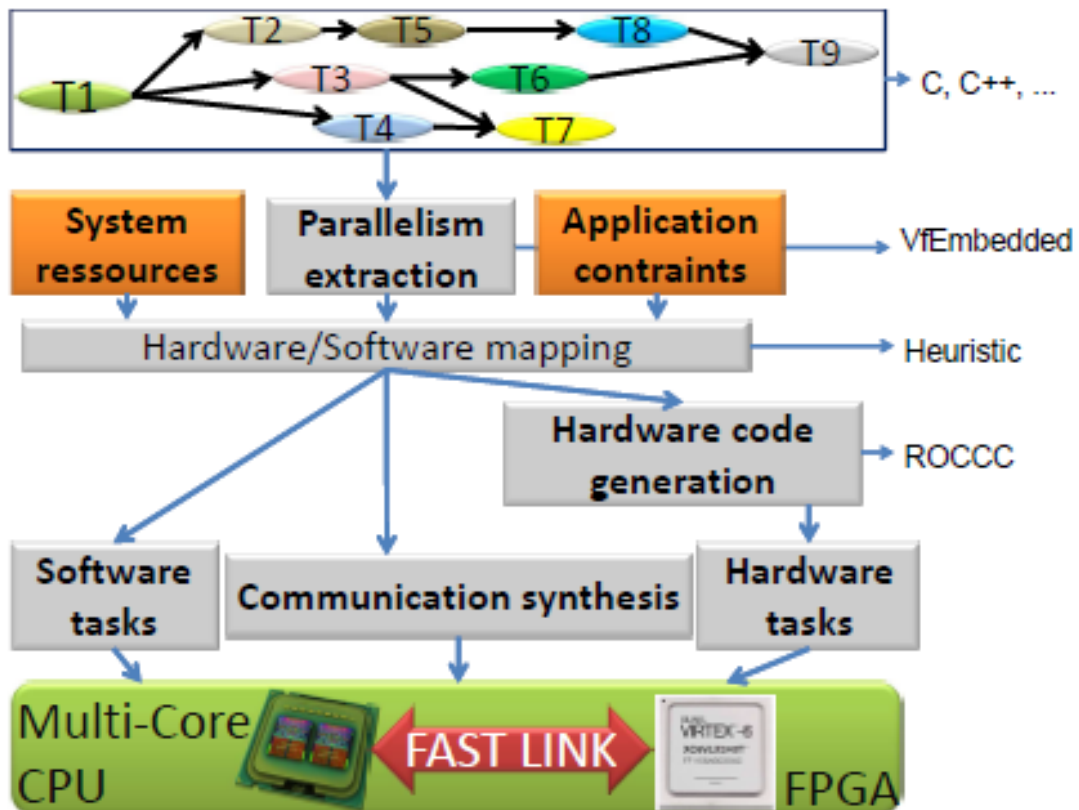 T2
T5
T8
T9
T1
T3
T6
T4
T7
C, C++, ...
System
ressources
Parallelism
extraction
Application
contraints
VfEmbedded
Hardware/Software mapping
Heuristic
Hardware code
generation
ROCCC
Software
tasks
Communication synthesis
Hardware
tasks
Multi-Core
CPU
FAST LINK
VIRTEX-6
FPGA